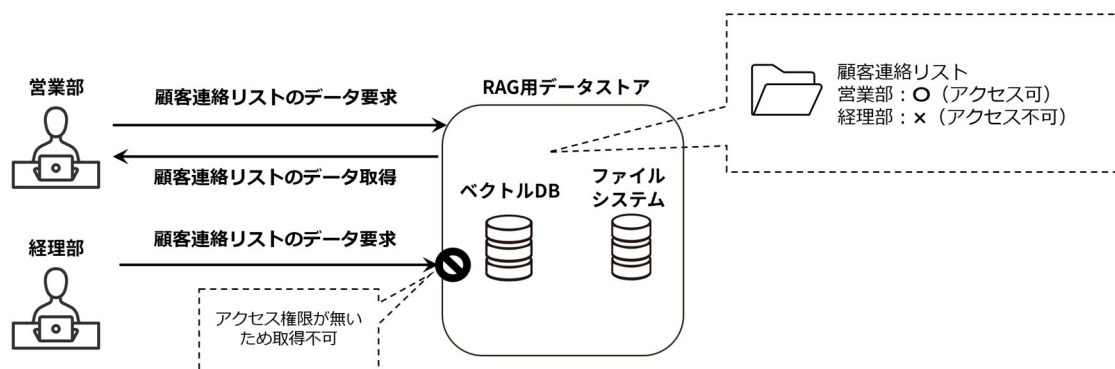 営業部
顧客連絡リストのデータ要求
顧客連絡リストのデータ取得
経理部
顧客連絡リストのデータ要求
アクセス権限が無い
ため取得不可
RAG用データストア
ベクトルDB
ファイル
システム
顧客連絡リスト
営業部：○（アクセス可）
経理部：×（アクセス不可）